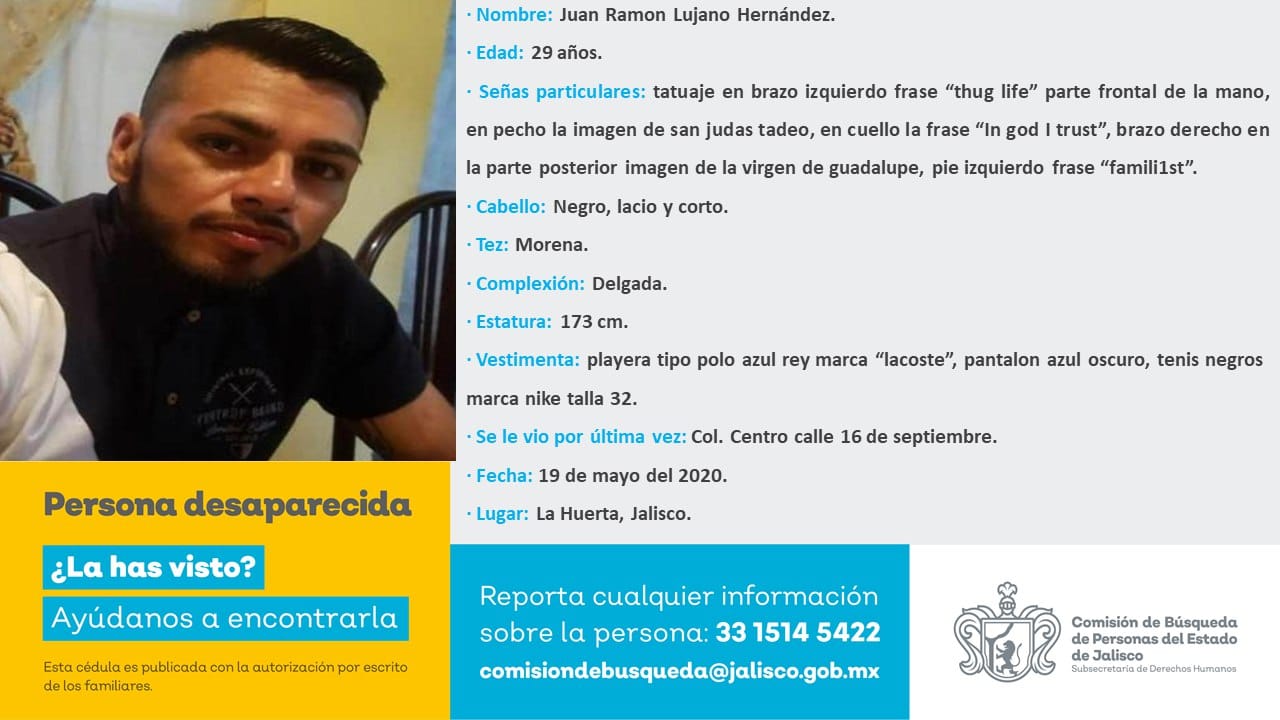 · Nombre: Juan Ramon Lujano Hernández.
· Edad: 29 años.
· Señas particulares: tatuaje en brazo izquierdo frase “thug life” parte frontal de la mano,
en pecho la imagen de san judas tadeo, en cuello la frase “In god I trust”, brazo derecho en
la parte posterior imagen de la virgen de guadalupe, pie izquierdo frase “famili1st”.
· Cabello: Negro, lacio y corto.
· Tez: Morena.
· Complexión: Delgada.
· Estatura: 173 cm.
· Vestimenta: playera tipo polo azul rey marca “lacoste”, pantalon azul oscuro, tenis negros
marca nike talla 32.
· Se le vio por última vez: Col. Centro calle 16 de septiembre.
· Fecha: 19 de mayo del 2020.
· Lugar: La Huerta, Jalisco.
Persona desaparecida
¿La has visto?
Ayúdanos a encontrarla
Esta cédula es publicada con la autorización por escrito
de los familiares.
Reporta cualquier información
sobre la persona: 33 1514 5422
comisiondebusqueda@jalisco.gob.mx
Comisión de Búsqueda
de Personas del Estado
de Jalisco
Subsecretaría de Derechos Humanos